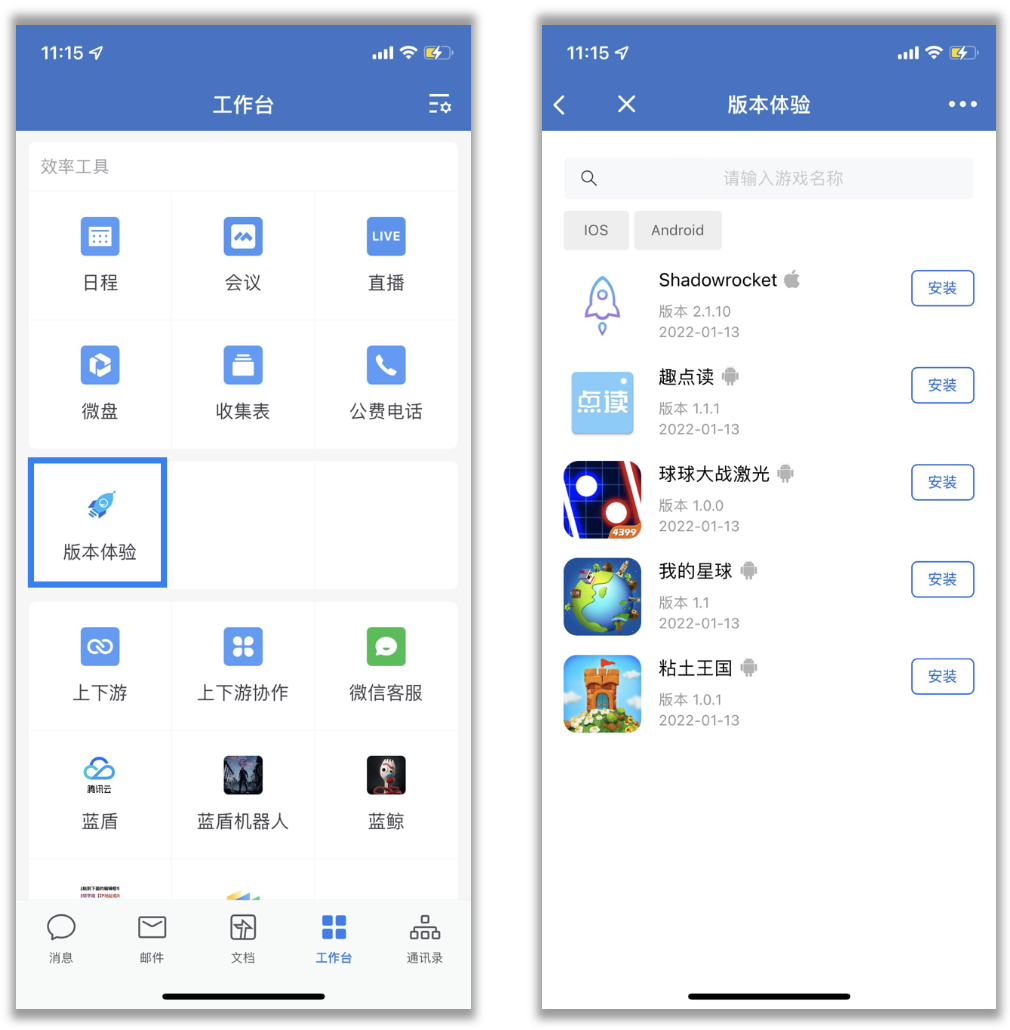 11:15
工作台
效率工具
日程
会议
LIVE
直播
微盘
收集表
公费电话
版本体验
上下游
上下游协作
微信客服
腾讯云
蓝盾
蓝盾机器人
蓝鲸
消息
邮件
文档
工作台
通讯录
11:15
版本体验
请输入游戏名称
IOS
Android
Shadowrocket
版本 2.1.10
2022-01-13
安装
点读
趣点读
版本 1.1.1
2022-01-13
安装
4399
球球大战激光
版本 1.0.0
2022-01-13
安装
我的星球
版本 1.1
2022-01-13
安装
粘土王国
版本 1.0.1
2022-01-13
安装